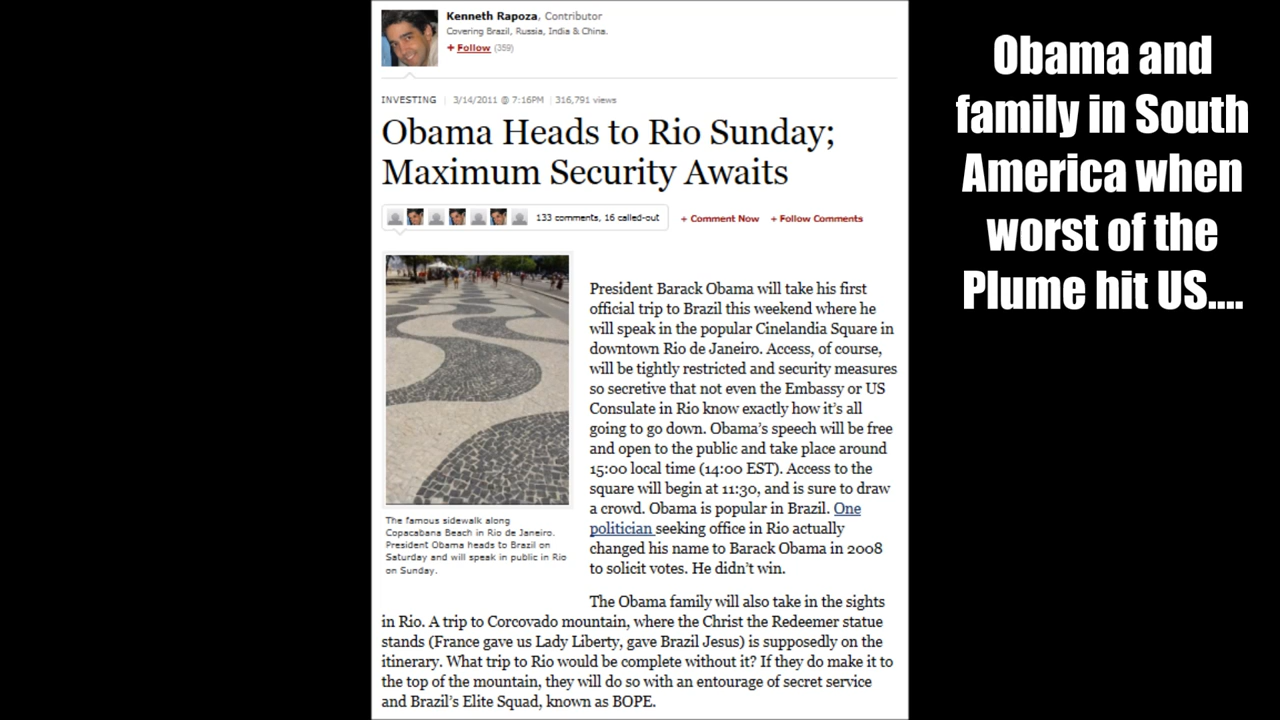 Kenneth Rapoza, Contributor
Covering Brazil, Russia, India & China.
+ Follow (359)
INVESTING | 3/14/2011 @ 7:16PM | 316,791 views
Obama Heads to Rio Sunday;
Maximum Security Awaits
133 comments, 16 called-out + Comment Now + Follow Comments
The famous sidewalk along
Copacabana Beach in Rio de Janeiro.
President Obama heads to Brazil on
Saturday and will speak in public in Rio
on Sunday.
President Barack Obama will take his first
official trip to Brazil this weekend where he
will speak in the popular Cinelandia Square in
downtown Rio de Janeiro. Access, of course,
will be tightly restricted and security measures
so secretive that not even the Embassy or US
Consulate in Rio know exactly how it's all
going to go down. Obama's speech will be free
and open to the public and take place around
15:00 local time (14:00 EST). Access to the
square will begin at 11:30, and is sure to draw
a crowd. Obama is popular in Brazil. One
politician seeking office in Rio actually
changed his name to Barack Obama in 2008
to solicit votes. He didn't win.
The Obama family will also take in the sights
in Rio. A trip to Corcovado mountain, where the Christ the Redeemer statue
stands (France gave us Lady Liberty, gave Brazil Jesus) is supposedly on the
itinerary. What trip to Rio would be complete without it? If they do make it to
the top of the mountain, they will do so with an entourage of secret service
and Brazil's Elite Squad, known as BOPE.
Obama and
family in South
America when
worst of the
Plume hit US....